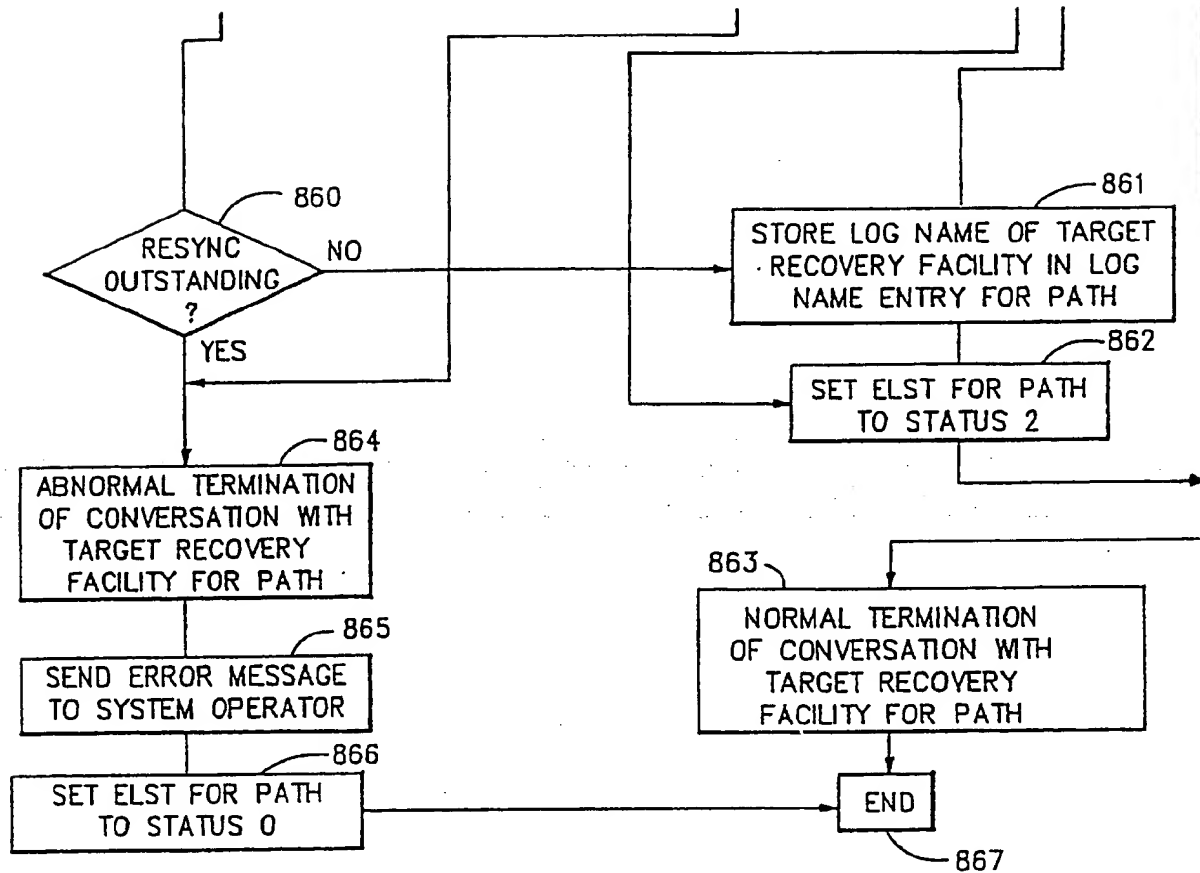 860
RESYNC
OUTSTANDING
?
NO
YES
861
STORE LOG NAME OF TARGET
RECOVERY FACILITY IN LOG
NAME ENTRY FOR PATH
862
SET ELST FOR PATH
TO STATUS 2
864
ABNORMAL TERMINATION
OF CONVERSATION WITH
TARGET RECOVERY
FACILITY FOR PATH
863
NORMAL TERMINATION
OF CONVERSATION WITH
TARGET RECOVERY
FACILITY FOR PATH
865
SEND ERROR MESSAGE
TO SYSTEM OPERATOR
866
SET ELST FOR PATH
TO STATUS 0
END
867